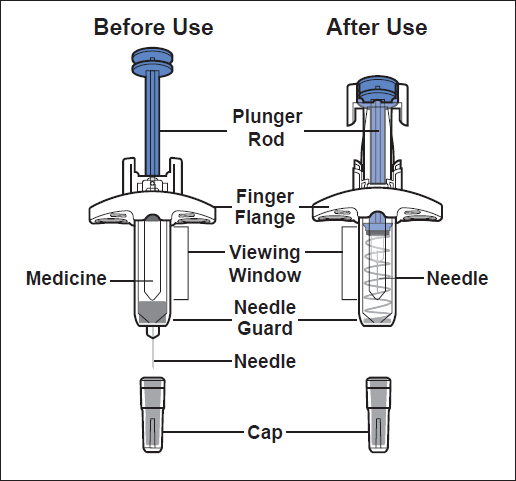 Before Use
After Use
Plunger
Rod
Finger
Flange
Medicine
Viewing
Window
Needle
Needle
Guard
Needle
Cap